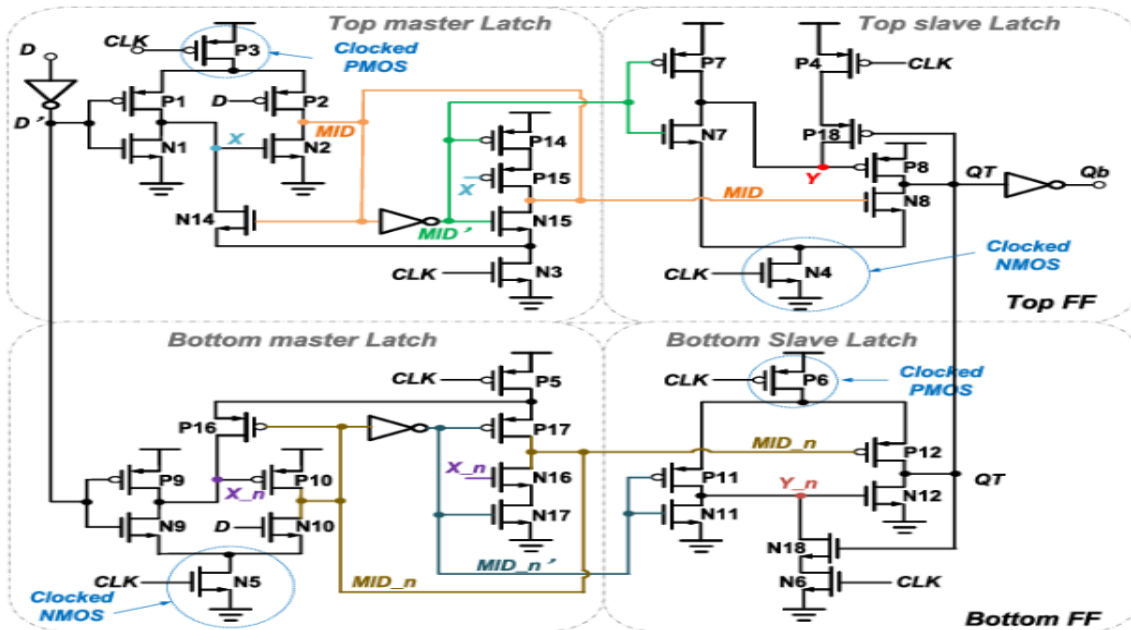 Top master Latch
Top slave Latch
D
CLK
P3
Clocked
PMOS
P7
P4
CLK
P1
P2
D
D'
MID
P14
N1
X
N2
N7
P18
P8
X
P15
Y
QT
Qb
MID
N8
N14
MID'
N15
CLK
N3
CLK
N4
Clocked
NMOS
Top FF
Bottom master Latch
Bottom Slave Latch
CLK
P5
CLK
P6
Clocked
PMOS
P16
P17
MID_n
P12
P9
X_n
P10
X_n
N16
P11
Y_n
N12
QT
N9
D
N10
N17
N11
N18
MID_n'
CLK
N5
MID_n
N6
CLK
Clocked
NMOS
Bottom FF